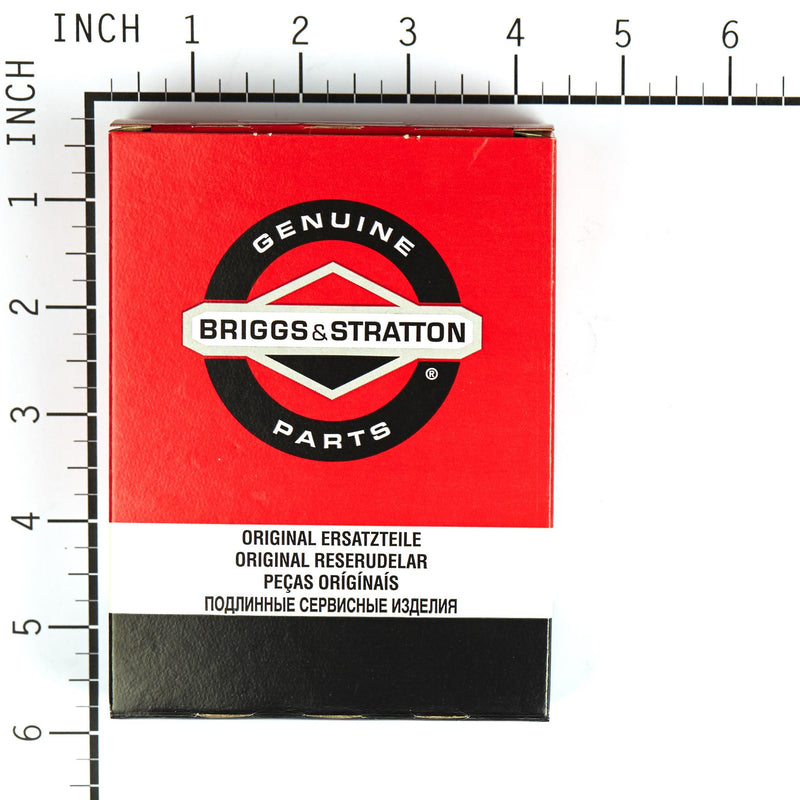 INCH 1 2 3 4 5 6
INCH
1
2
3
4
5
6
GENUINE
BRIGGS&STRATTON
®
PARTS
ORIGINAL ERSATZTEILE
ORIGINAL RESERUDELAR
PEÇAS ORÍGÍNAÍS
ПОДЛИННЫЕ СЕРВИСНЫЕ ИЗДЕЛИЯ